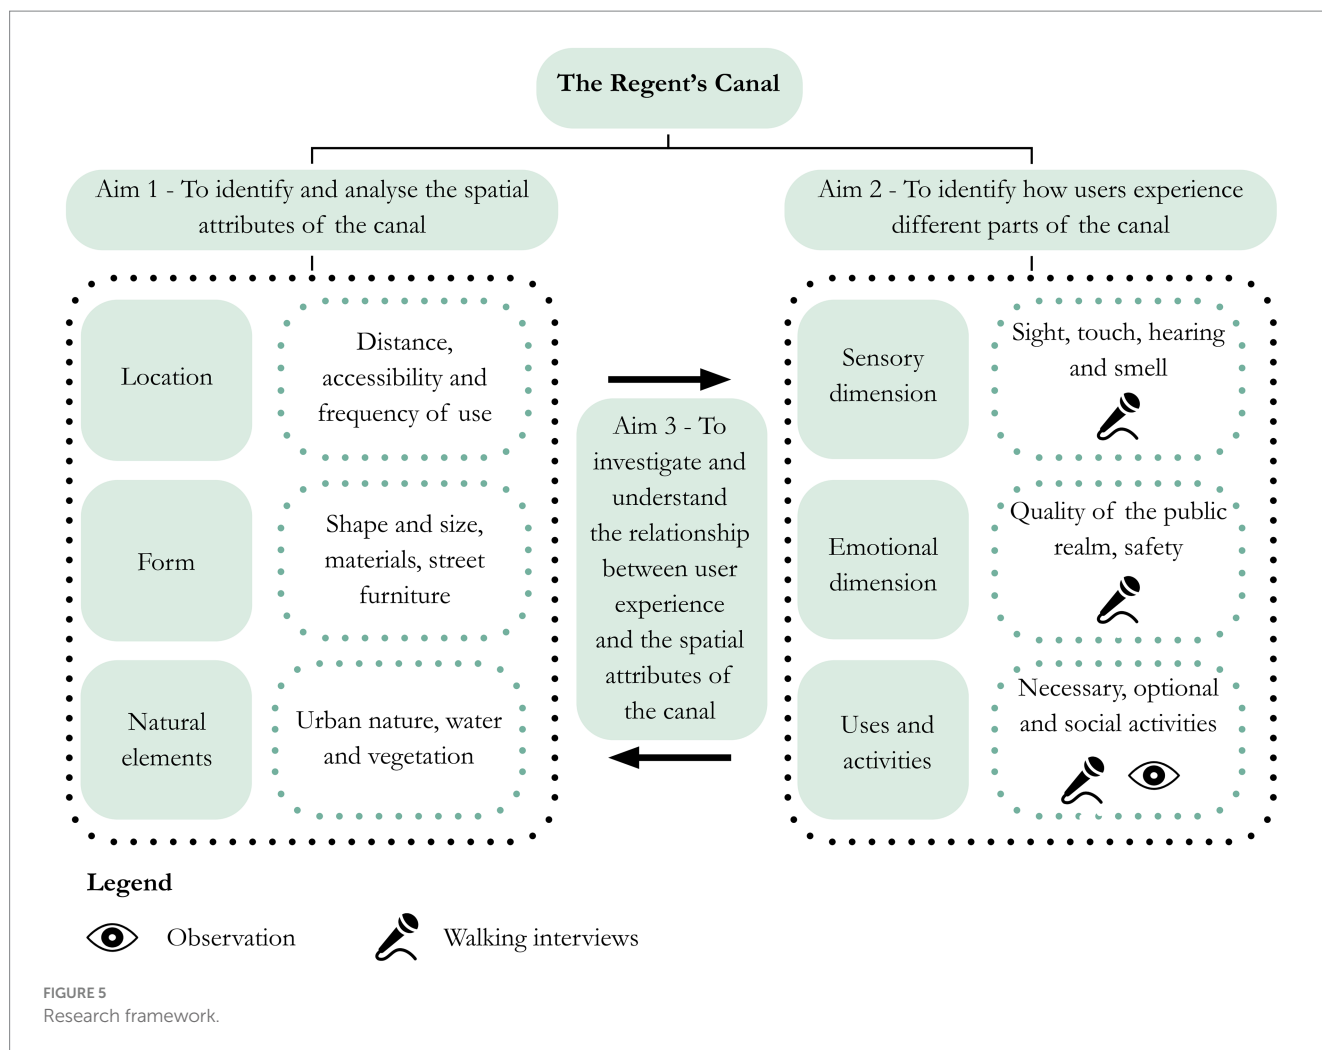 The Regent’s Canal
Aim 1 - To identify and analyse the spatial
attributes of the canal
Aim 2 - To identify how users experience
different parts of the canal
Location
Distance,
accessibility and
frequency of use
Form
Shape and size,
materials, street
furniture
Natural
elements
Urban nature, water
and vegetation
Aim 3 - To
investigate and
understand
the relationship
between user
experience
and the spatial
attributes of
the canal
Sensory
dimension
Sight, touch, hearing
and smell
Emotional
dimension
Quality of the public
realm, safety
Uses and
activities
Necessary, optional
and social activities
Legend
Observation
Walking interviews
FIGURE 5
Research framework.